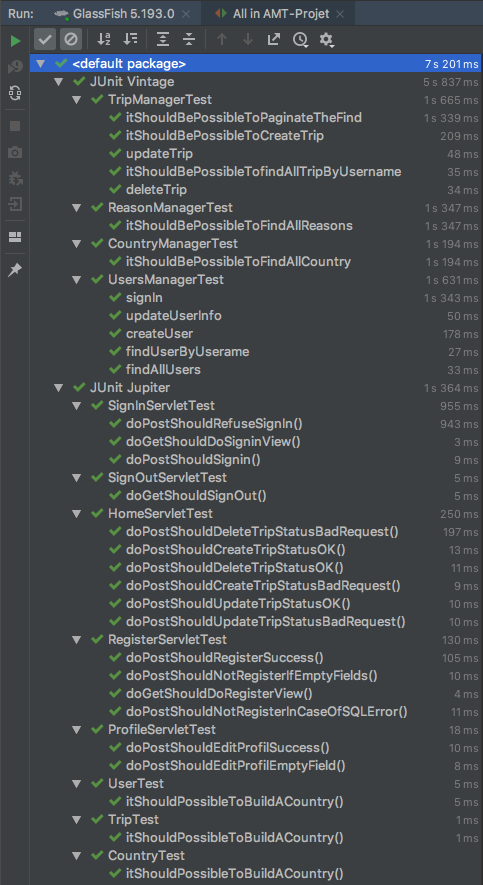 Run: GlassFish 5.193.0 All in AMT-Projet
<default package> 7 s 201 ms
JUnit Vintage 5 s 837 ms
TripManagerTest 1 s 665 ms
itShouldBePossibleToPaginateTheFind 1 s 339 ms
itShouldBePossibleToCreateTrip 209 ms
updateTrip 48 ms
itShouldBePossibleTofindAllTripByUsername 35 ms
deleteTrip 34 ms
ReasonManagerTest 1 s 347 ms
itShouldBePossibleToFindAllReasons 1 s 347 ms
CountryManagerTest 1 s 194 ms
itShouldBePossibleToFindAllCountry 1 s 194 ms
UsersManagerTest 1 s 631 ms
signIn 1 s 343 ms
updateUserInfo 50 ms
createUser 178 ms
findUserByUserame 27 ms
findAllUsers 33 ms
JUnit Jupiter 1 s 364 ms
SignInServletTest 955 ms
doPostShouldRefuseSignIn() 943 ms
doGetShouldDoSigninView() 3 ms
doPostShouldSignin() 9 ms
SignOutServletTest 5 ms
doGetShouldSignOut() 5 ms
HomeServletTest 250 ms
doPostShouldDeleteTripStatusBadRequest() 197 ms
doPostShouldCreateTripStatusOK() 13 ms
doPostShouldDeleteTripStatusOK() 11 ms
doPostShouldCreateTripStatusBadRequest() 9 ms
doPostShouldUpdateTripStatusOK() 10 ms
doPostShouldUpdateTripStatusBadRequest() 10 ms
RegisterServletTest 130 ms
doPostShouldRegisterSuccess() 105 ms
doPostShouldNotRegisterIfEmptyFields() 10 ms
doGetShouldDoRegisterView() 4 ms
doPostShouldNotRegisterInCaseOfSQLError() 11 ms
ProfileServletTest 18 ms
doPostShouldEditProfilSuccess() 10 ms
doPostShouldEditProfilEmptyField() 8 ms
UserTest 5 ms
itShouldPossibleToBuildACountry() 5 ms
TripTest 1 ms
itShouldPossibleToBuildACountry() 1 ms
CountryTest
itShouldPossibleToBuildACountry()